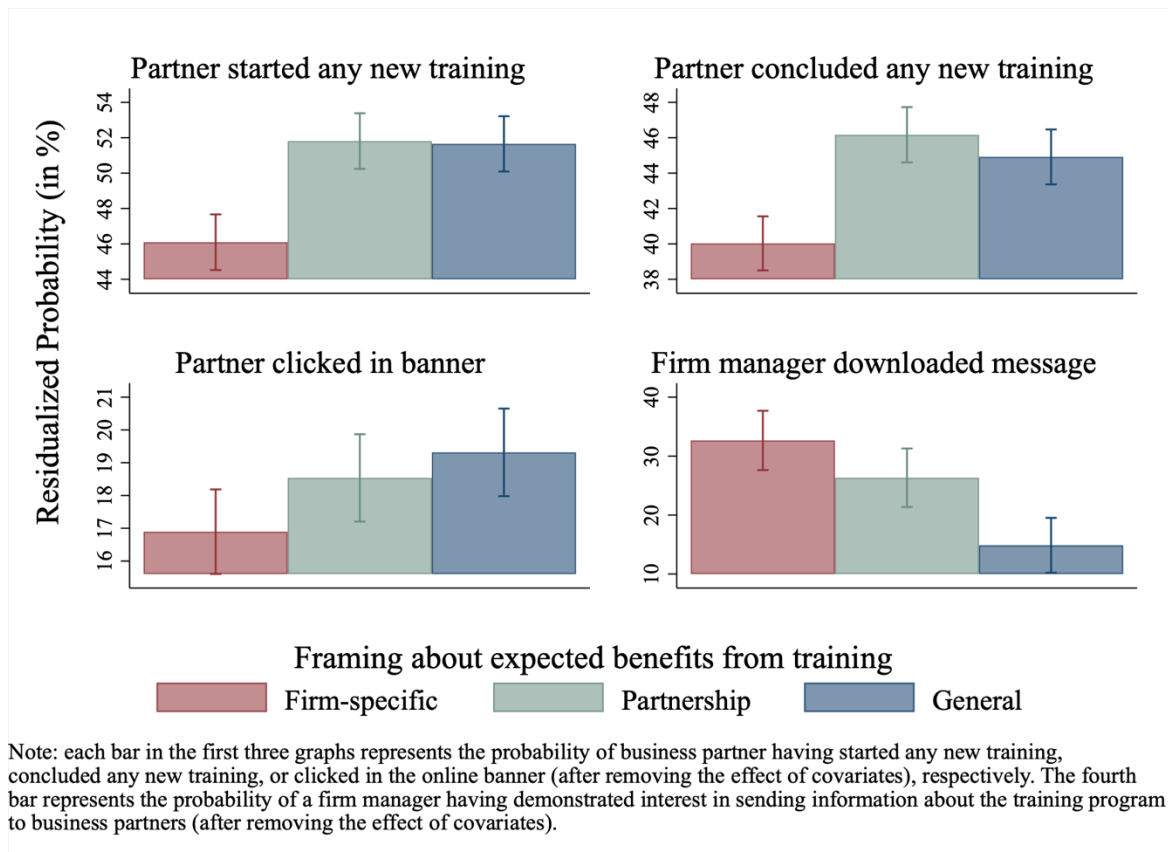 Partner started any new training
Partner concluded any new training
Residualized Probability (in %)
54
52
50
48
46
44
48
46
44
42
40
38
Partner clicked in banner
Firm manager downloaded message
21
20
19
18
17
16
40
30
20
10
Framing about expected benefits from training
Firm-specific
Partnership
General
Note: each bar in the first three graphs represents the probability of business partner having started any new training,
concluded any new training, or clicked in the online banner (after removing the effect of covariates), respectively. The fourth
bar represents the probability of a firm manager having demonstrated interest in sending information about the training program
to business partners (after removing the effect of covariates).